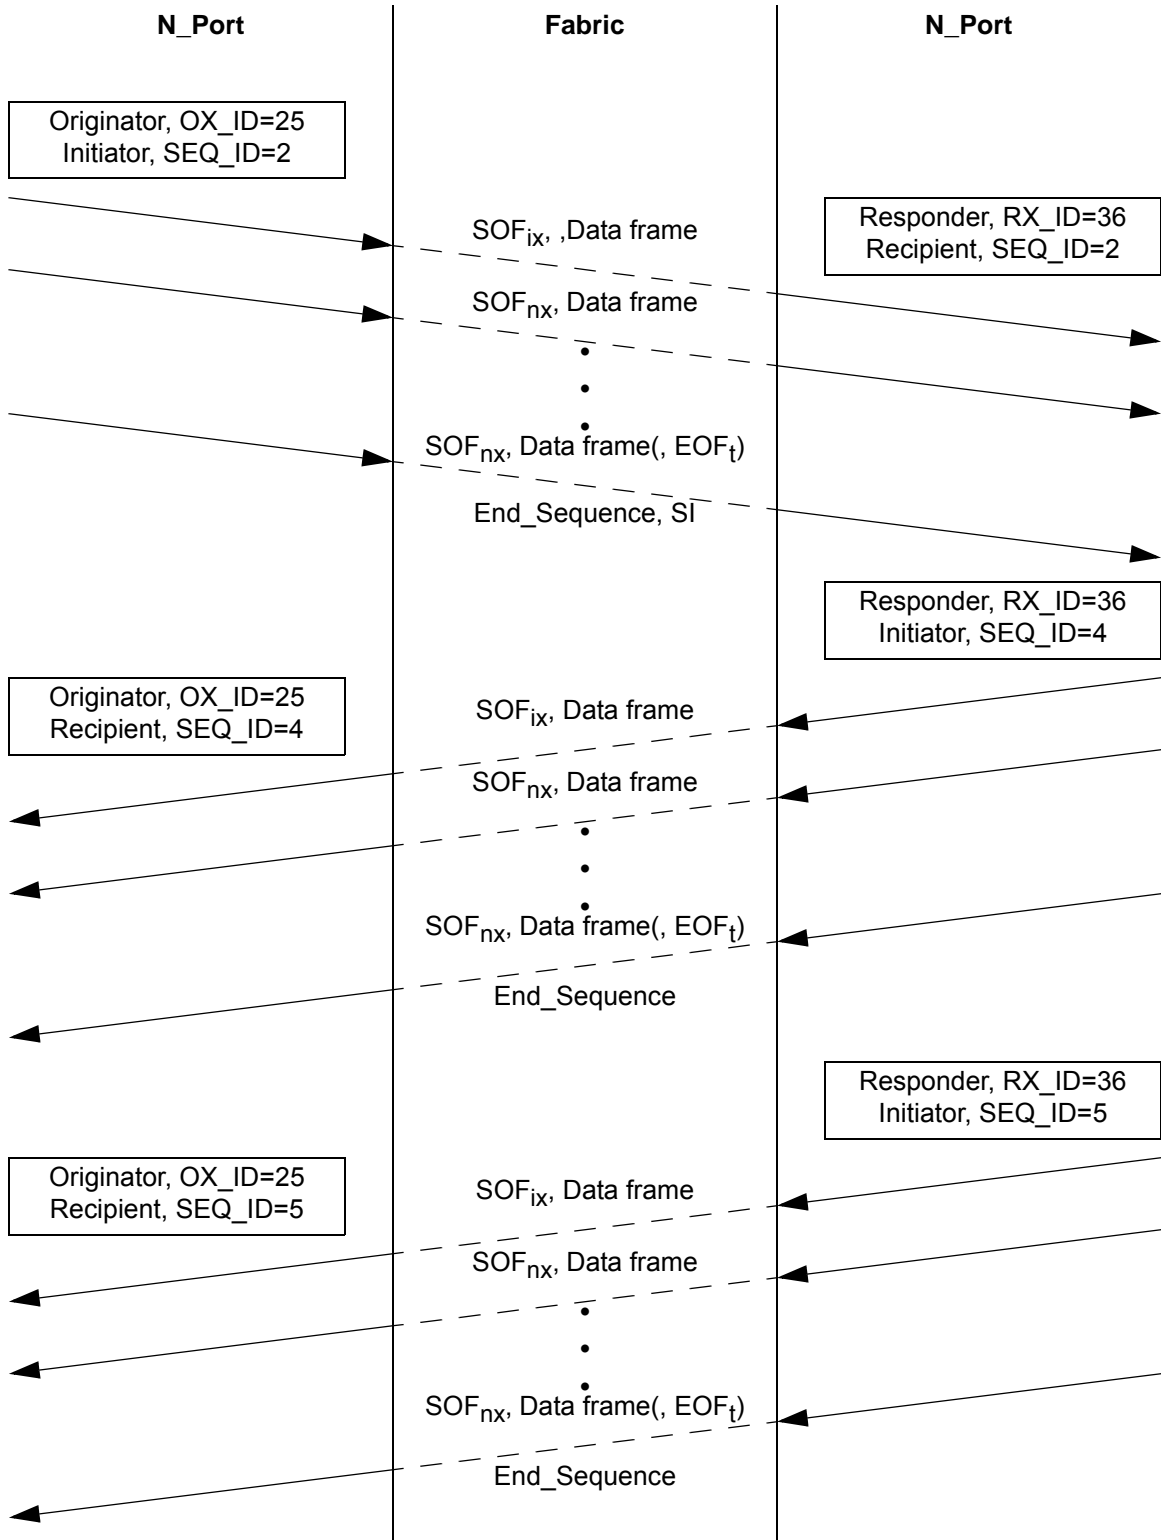 N_Port
Fabric
N_Port
Originator, OX_ID=25
Initiator, SEQ_ID=2
SOFix, ,Data frame
Responder, RX_ID=36
Recipient, SEQ_ID=2
SOFnx, Data frame
SOFnx, Data frame(, EOFt)
End_Sequence, SI
Responder, RX_ID=36
Initiator, SEQ_ID=4
Originator, OX_ID=25
Recipient, SEQ_ID=4
SOFix, Data frame
SOFnx, Data frame
SOFnx, Data frame(, EOFt)
End_Sequence
Responder, RX_ID=36
Initiator, SEQ_ID=5
Originator, OX_ID=25
Recipient, SEQ_ID=5
SOFix, Data frame
SOFnx, Data frame
SOFnx, Data frame(, EOFt)
End_Sequence